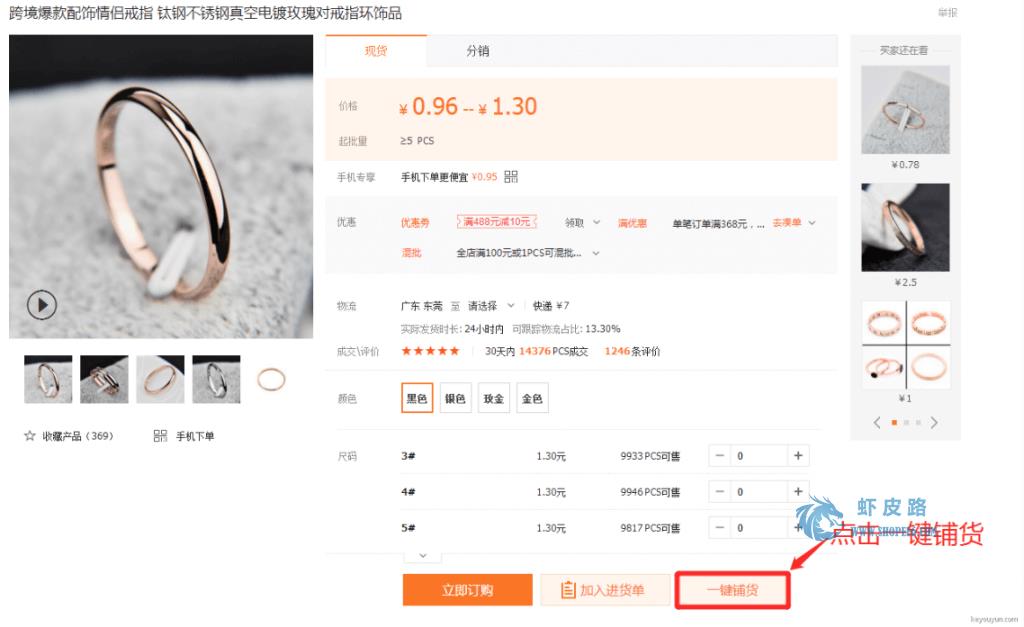 跨境爆款配饰情侣戒指 钛钢不锈钢真空电镀玫瑰对戒指环饰品
举报
现货
分销
买家还在看
价格 ¥ 0.96 -- ¥ 1.30
起批量 ≥5 PCS
¥0.78
手机专享 手机下单更便宜 ¥0.95
优惠 优惠券 满488元减10元 领取 满优惠 单笔订单满368元，... 去凑单
混批 全店满100元或1PCS可混批...
¥2.5
物流 广东 东莞 至 请选择 快递 ¥7
实际发货时长: 24小时内 可跟踪物流占比: 13.30%
成交\评价 ★★★★★ 30天内 14376 PCS成交 1246 条评价
¥1
颜色 黑色 银色 玫金 金色
☆ 收藏产品（369） 手机下单
尺码 3# 1.30元 9933 PCS可售 − 0 +
4# 1.30元 9946 PCS可售 − 0 +
5# 1.30元 9817 PCS可售 − 0 +
虾皮路
点击一键铺货
立即订购 加入进货单 一键铺货